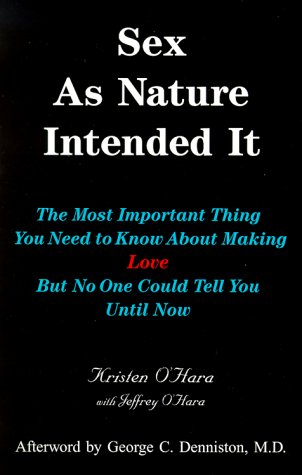 Sex
As Nature
Intended It
The Most Important Thing
You Need to Know About Making
Love
But No One Could Tell You
Until Now
Kristen O'Hara
with Jeffrey O'Hara
Afterword by George C. Denniston, M.D.